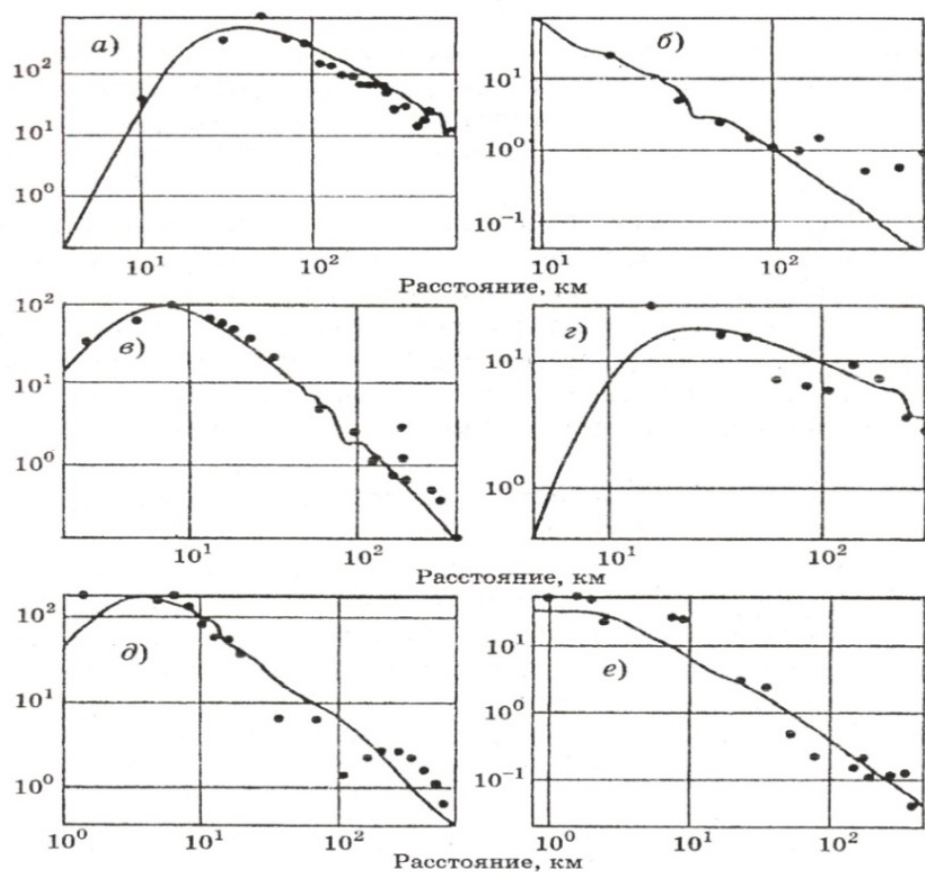 а) б)
10² 10¹
10¹ 10⁰
10⁰ 10⁻¹
10¹ 10² 10¹ 10²
Расстояние, км
10² г)
в) 10¹
10¹
10⁰ 10⁰
10¹ 10² 10¹ 10²
Расстояние, км
10² 10¹
д) е)
10¹ 10⁰
10⁰ 10⁻¹
10⁰ 10¹ 10² 10⁰ 10¹ 10²
Расстояние, км